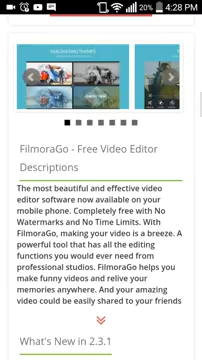 20% 4:28 PM
FilmoraGo - Free Video Editor
Descriptions
The most beautiful and effective video
editor software now available on your
mobile phone. Completely free with No
Watermarks and No Time Limits. With
FilmoraGo, making your video is a breeze. A
powerful tool that has all the editing
functions you would ever need from
professional studios. FilmoraGo helps you
make funny videos and relive your
memories anywhere. And your amazing
video could be easily shared to your friends
What's New in 2.3.1